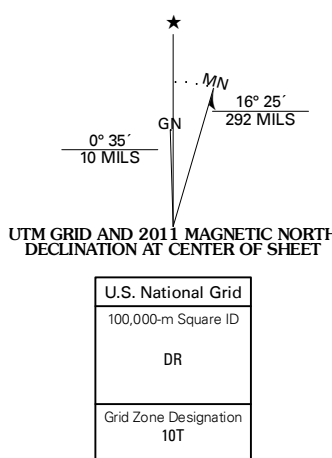 ★
MN
GN
0° 35´
10 MILS
16° 25´
292 MILS
UTM GRID AND 2011 MAGNETIC NORTH
DECLINATION AT CENTER OF SHEET
U.S. National Grid
100,000-m Square ID
DR
Grid Zone Designation
10T